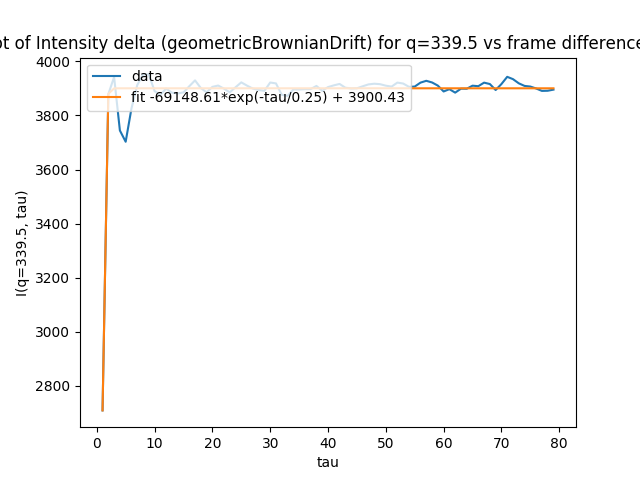 ot of Intensity delta (geometricBrownianDrift) for q=339.5 vs frame difference
4000
3800
3600
3400
3200
3000
2800
I(q=339.5, tau)
data
fit -69148.61*exp(-tau/0.25) + 3900.43
0 10 20 30 40 50 60 70 80
tau